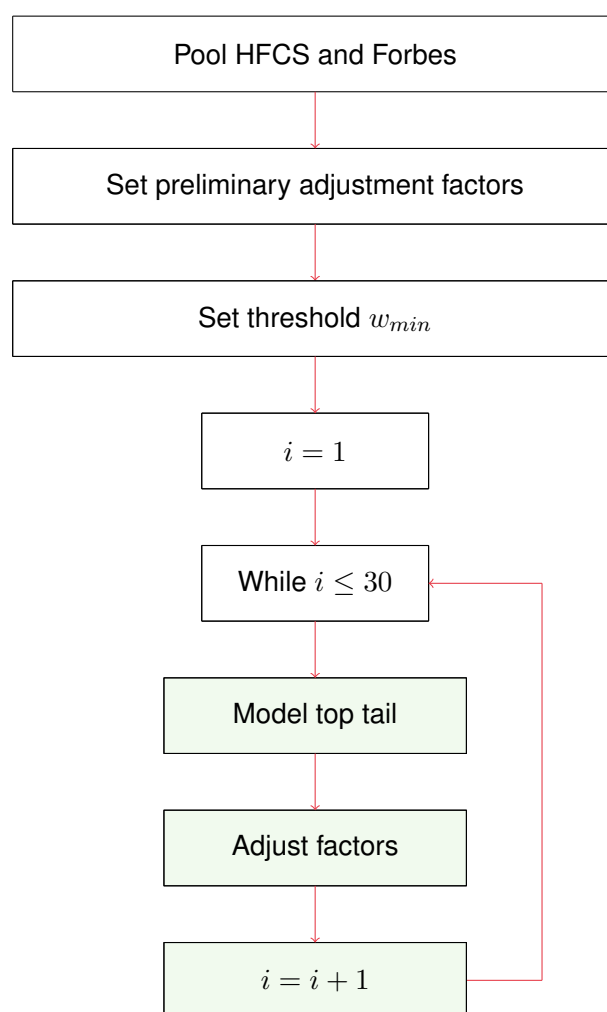 Pool HFCS and Forbes
Set preliminary adjustment factors
Set threshold $w_{min}$
$i = 1$
While $i \leq 30$
Model top tail
Adjust factors
$i = i + 1$